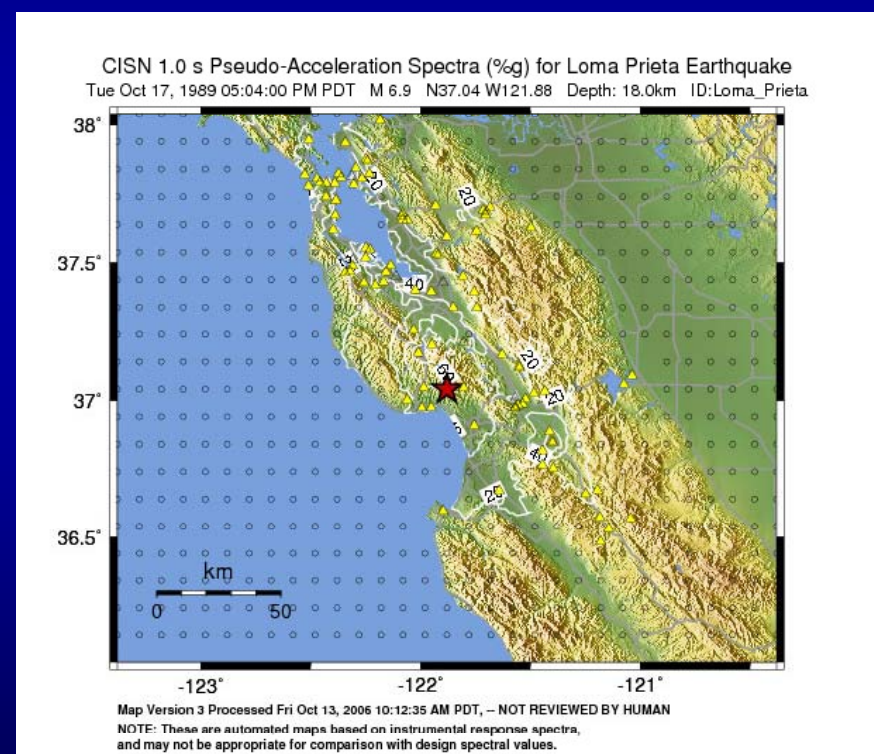 CISN 1.0 s Pseudo-Acceleration Spectra (%g) for Loma Prieta Earthquake
Tue Oct 17, 1989 05:04:00 PM PDT M 6.9 N37.04 W121.88 Depth: 18.0km ID:Loma_Prieta
38°
20
20
37.5°
40
20
60
37°
20
40
36.5°
km
0 50
-123° -122° -121°
Map Version 3 Processed Fri Oct 13, 2006 10:12:35 AM PDT, -- NOT REVIEWED BY HUMAN
NOTE: These are automated maps based on instrumental response spectra,
and may not be appropriate for comparison with design spectral values.